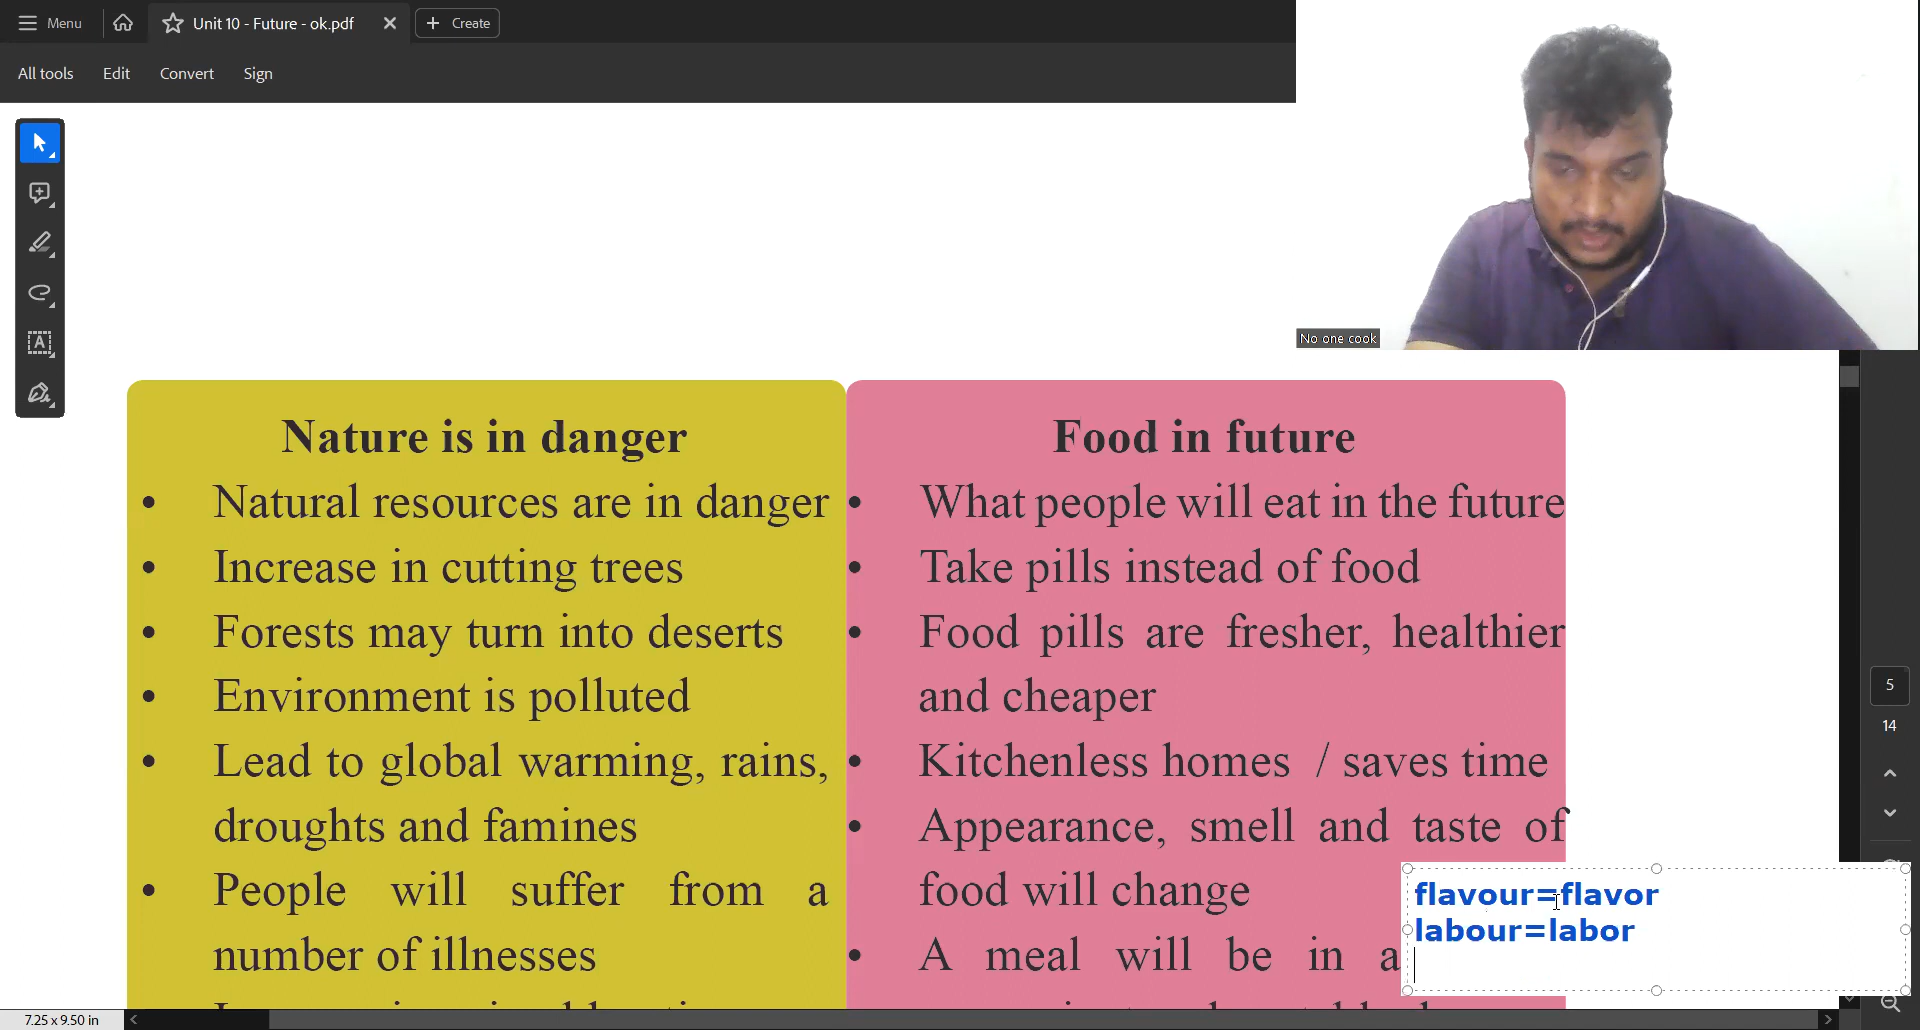 Menu
Unit 10 - Future - ok.pdf
Create
All tools
Edit
Convert
Sign
No one cook
Nature is in danger
• Natural resources are in danger
• Increase in cutting trees
• Forests may turn into deserts
• Environment is polluted
• Lead to global warming, rains,
droughts and famines
• People will suffer from a
number of illnesses
Food in future
• What people will eat in the future
• Take pills instead of food
• Food pills are fresher, healthier
and cheaper
• Kitchenless homes / saves time
• Appearance, smell and taste of
food will change
• A meal will be in a
flavour=flavor
labour=labor
5
14
7.25 x 9.50 in